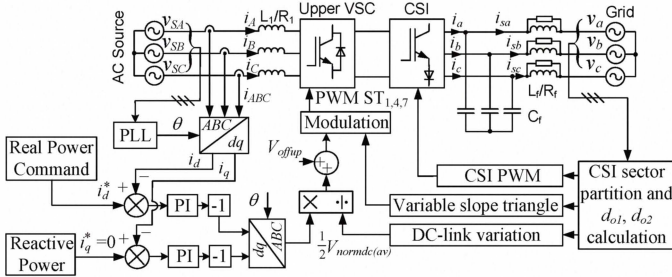 AC Source
v_SA
v_SB
v_SC
i_A
i_B
i_C
i_ABC
L_1/R_1
Upper VSC
CSI
i_a
i_b
i_c
i_sa
i_sb
i_sc
v_a
v_b
v_c
Grid
L_f/R_f
C_f
PWM ST_1,4,7
Modulation
PLL
θ
ABC
dq
V_offup
+
+
Real Power
Command
i_d
i_q
i_d^*
+
−
PI
-1
θ
dq
ABC
× ·|·
½V_normdc(av)
Reactive
Power
i_q^*=0
+
−
PI
-1
CSI PWM
Variable slope triangle
DC-link variation
CSI sector
partition and
d_o1, d_o2
calculation